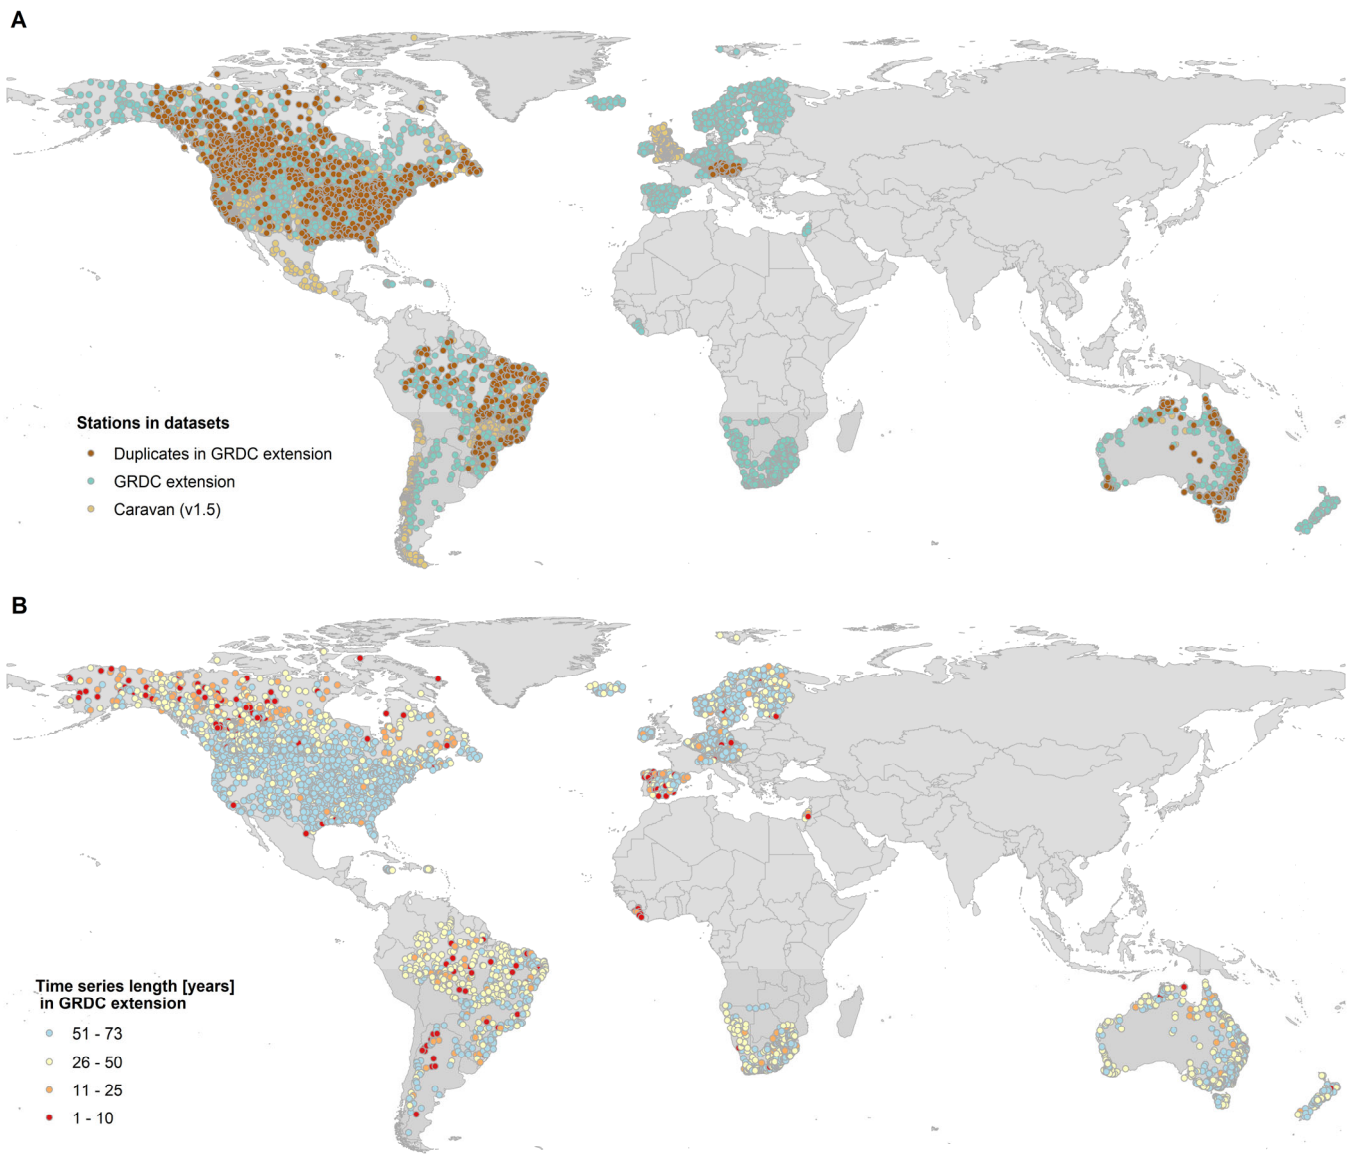 A
Stations in datasets
Duplicates in GRDC extension
GRDC extension
Caravan (v1.5)
B
Time series length [years]
in GRDC extension
51 - 73
26 - 50
11 - 25
1 - 10